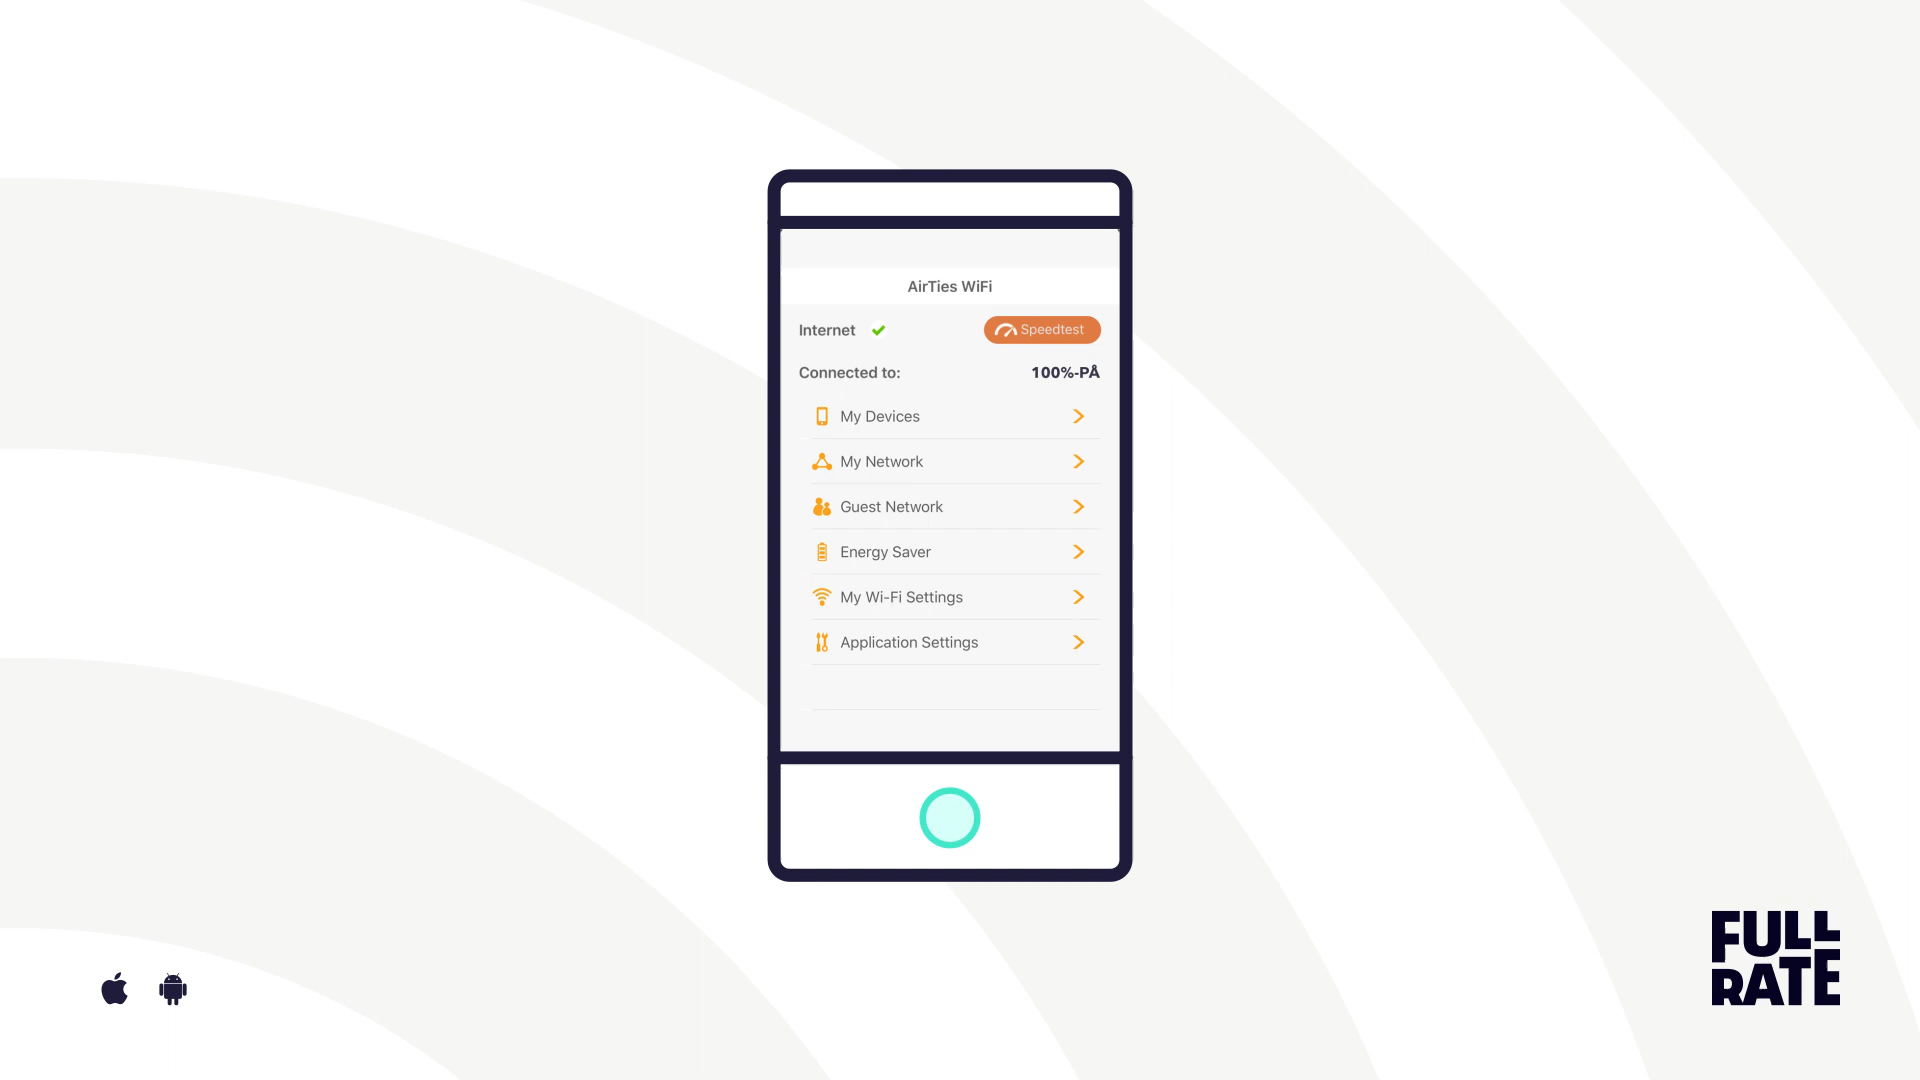 AirTies WiFi
Internet
Speedtest
Connected to:
100%-PÅ
My Devices
My Network
Guest Network
Energy Saver
My Wi-Fi Settings
Application Settings
FULL
RATE